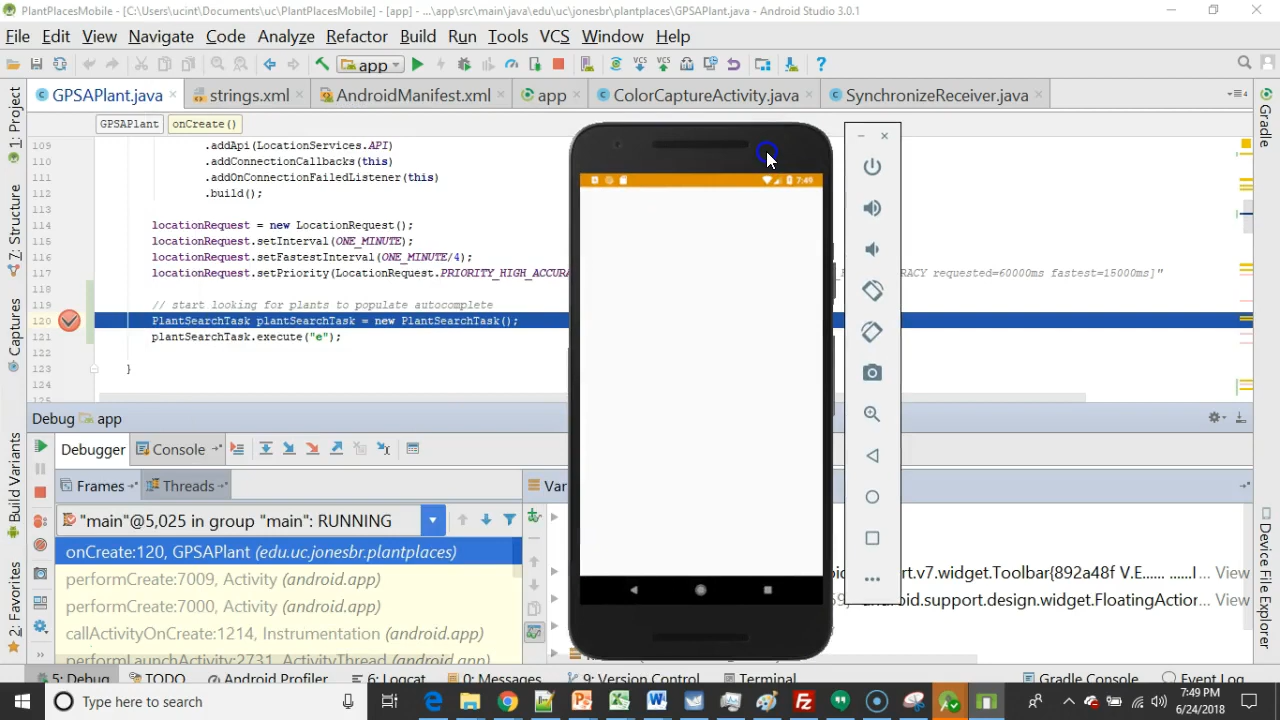 PlantPlacesMobile - [C:\Users\ucint\Documents\uc\PlantPlacesMobile] - [app] - ...\app\src\main\java\edu\uc\jonesbr\plantplaces\GPSAPlant.java - Android Studio 3.0.1
File Edit View Navigate Code Analyze Refactor Build Run Tools VCS Window Help
app
GPSAPlant.java strings.xml AndroidManifest.xml app ColorCaptureActivity.java SynchronizeReceiver.java
GPSAPlant onCreate()
109 .addApi(LocationServices.API)
110 .addConnectionCallbacks(this)
111 .addOnConnectionFailedListener(this)
112 .build();
113
114 locationRequest = new LocationRequest();
115 locationRequest.setInterval(ONE_MINUTE);
116 locationRequest.setFastestInterval(ONE_MINUTE/4);
117 locationRequest.setPriority(LocationRequest.PRIORITY_HIGH_ACCURA ACY requested=60000ms fastest=15000ms]"
118
119 // start looking for plants to populate autocomplete
120 PlantSearchTask plantSearchTask = new PlantSearchTask();
121 plantSearchTask.execute("e");
122
123 }
124
125
7:49
1: Project
7: Structure
Captures
Build Variants
2: Favorites
Gradle
Device File Explorer
Debug app
Debugger Console
Frames Threads Var
"main"@5,025 in group "main": RUNNING
onCreate:120, GPSAPlant (edu.uc.jonesbr.plantplaces)
performCreate:7009, Activity (android.app)
performCreate:7000, Activity (android.app)
callActivityOnCreate:1214, Instrumentation (android.app)
performLaunchActivity:2731, ActivityThread (android.app)
rt.v7.widget.Toolbar{892a48f V.E...... ......I... View
android.support.design.widget.FloatingActior... View
5: Debug TODO Android Profiler 6: Logcat 0: Messages 9: Version Control Terminal Gradle Console Event Log
Type here to search
7:49 PM
6/24/2018